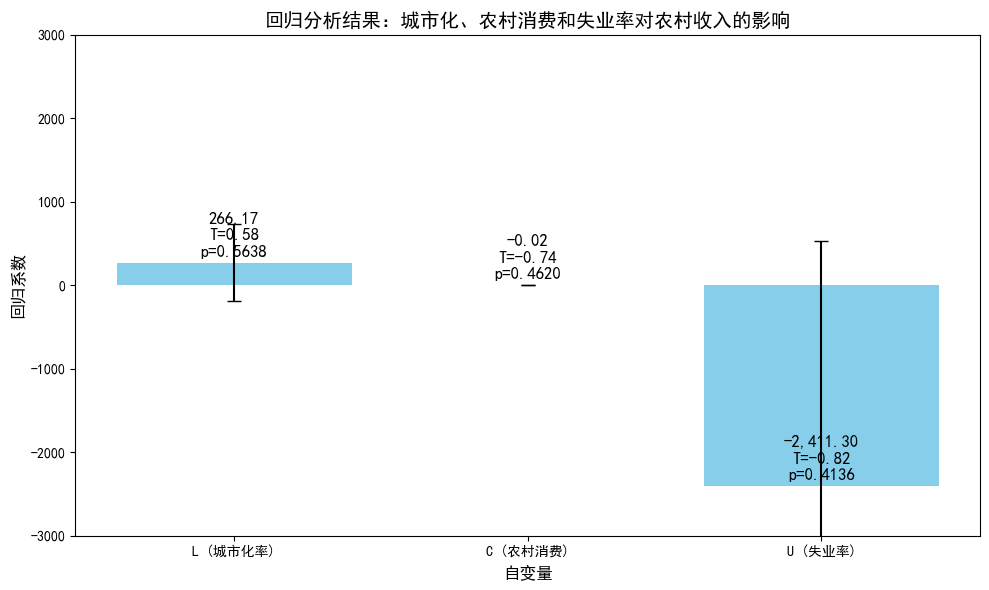 回归分析结果：城市化、农村消费和失业率对农村收入的影响
回归系数
3000
2000
1000
0
-1000
-2000
-3000
266.17
T=0.58
p=0.5638
-0.02
T=-0.74
p=0.4620
-2,411.30
T=-0.82
p=0.4136
L (城市化率)
C (农村消费)
U (失业率)
自变量